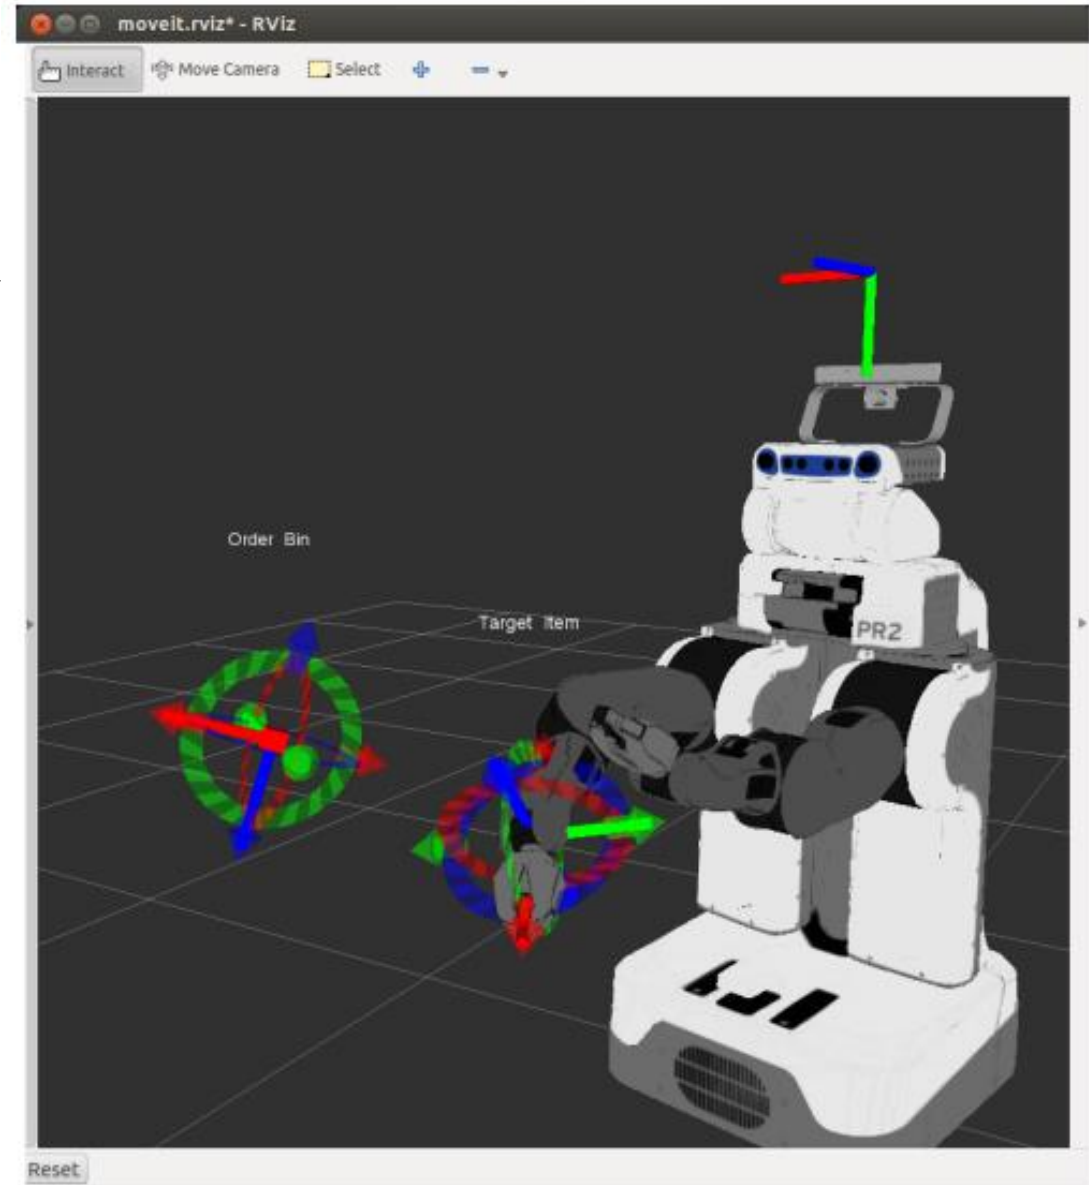 moveit.rviz* - RViz
Interact Move Camera Select
Order Bin
Target Item
PR2
Reset